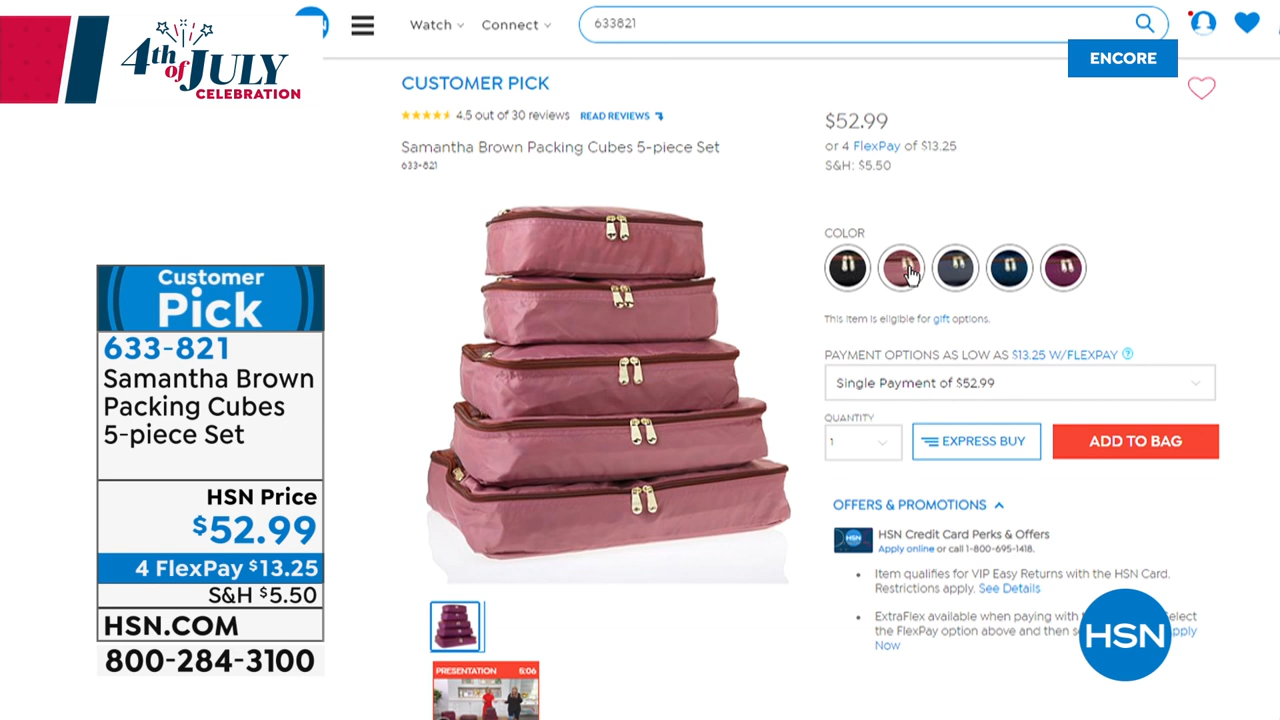 4th of JULY
CELEBRATION
Watch
Connect
633821
ENCORE
CUSTOMER PICK
4.5 out of 30 reviews READ REVIEWS
Samantha Brown Packing Cubes 5-piece Set
633-821
$52.99
or 4 FlexPay of $13.25
S&H: $5.50
COLOR
This item is eligible for gift options.
PAYMENT OPTIONS AS LOW AS $13.25 W/FLEXPAY ?
Single Payment of $52.99
QUANTITY
1
EXPRESS BUY
ADD TO BAG
OFFERS & PROMOTIONS
HSN
HSN Credit Card Perks & Offers
Apply online or call 1-800-695-1418.
• Item qualifies for VIP Easy Returns with the HSN Card.
Restrictions apply. See Details
• ExtraFlex available when paying with
the FlexPay option above and then
Now
HSN
PRESENTATION 5:06
Customer
Pick
633-821
Samantha Brown
Packing Cubes
5-piece Set
HSN Price
$52.99
4 FlexPay $13.25
S&H $5.50
HSN.COM
800-284-3100